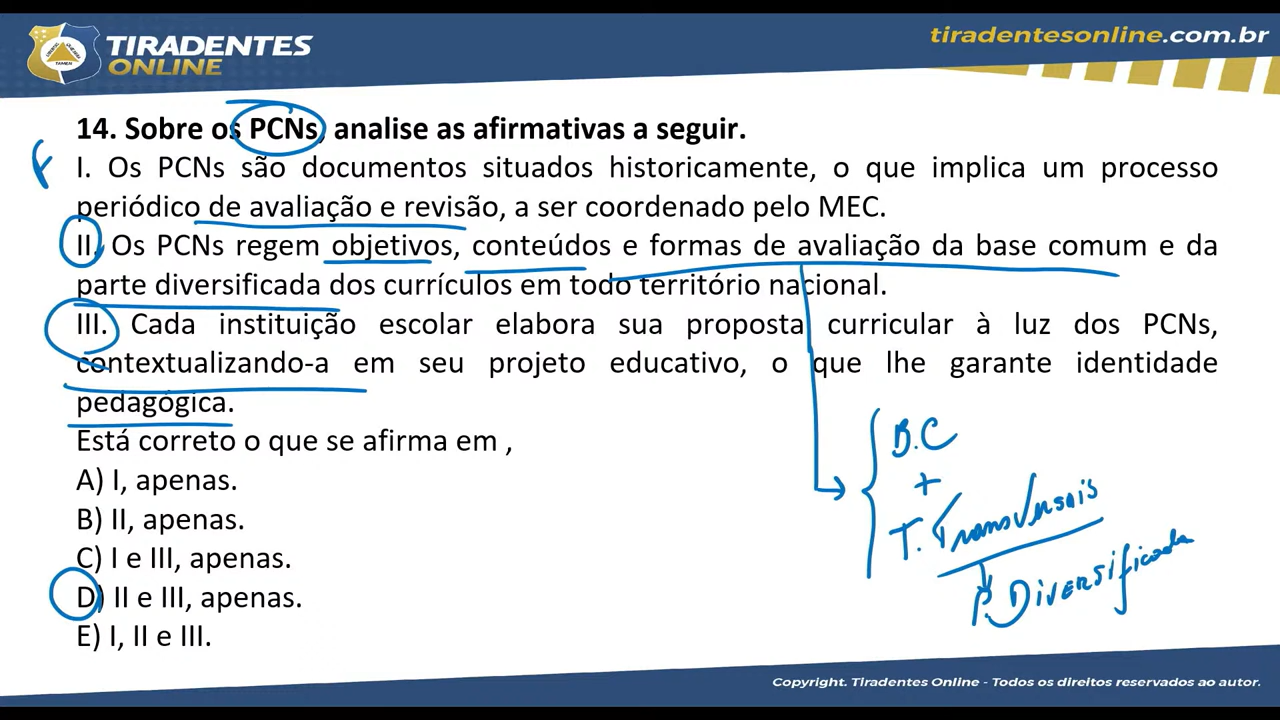 TIRADENTES
ONLINE
tiradentesonline.com.br
14. Sobre os PCNs, analise as afirmativas a seguir.
I. Os PCNs são documentos situados historicamente, o que implica um processo
periódico de avaliação e revisão, a ser coordenado pelo MEC.
II. Os PCNs regem objetivos, conteúdos e formas de avaliação da base comum e da
parte diversificada dos currículos em todo território nacional.
III. Cada instituição escolar elabora sua proposta curricular à luz dos PCNs,
contextualizando-a em seu projeto educativo, o que lhe garante identidade
pedagógica.
Está correto o que se afirma em ,
A) I, apenas.
B) II, apenas.
C) I e III, apenas.
D) II e III, apenas.
E) I, II e III.
B.C
+
T. Transversais
P. Diversificada
Copyright. Tiradentes Online - Todos os direitos reservados ao autor.